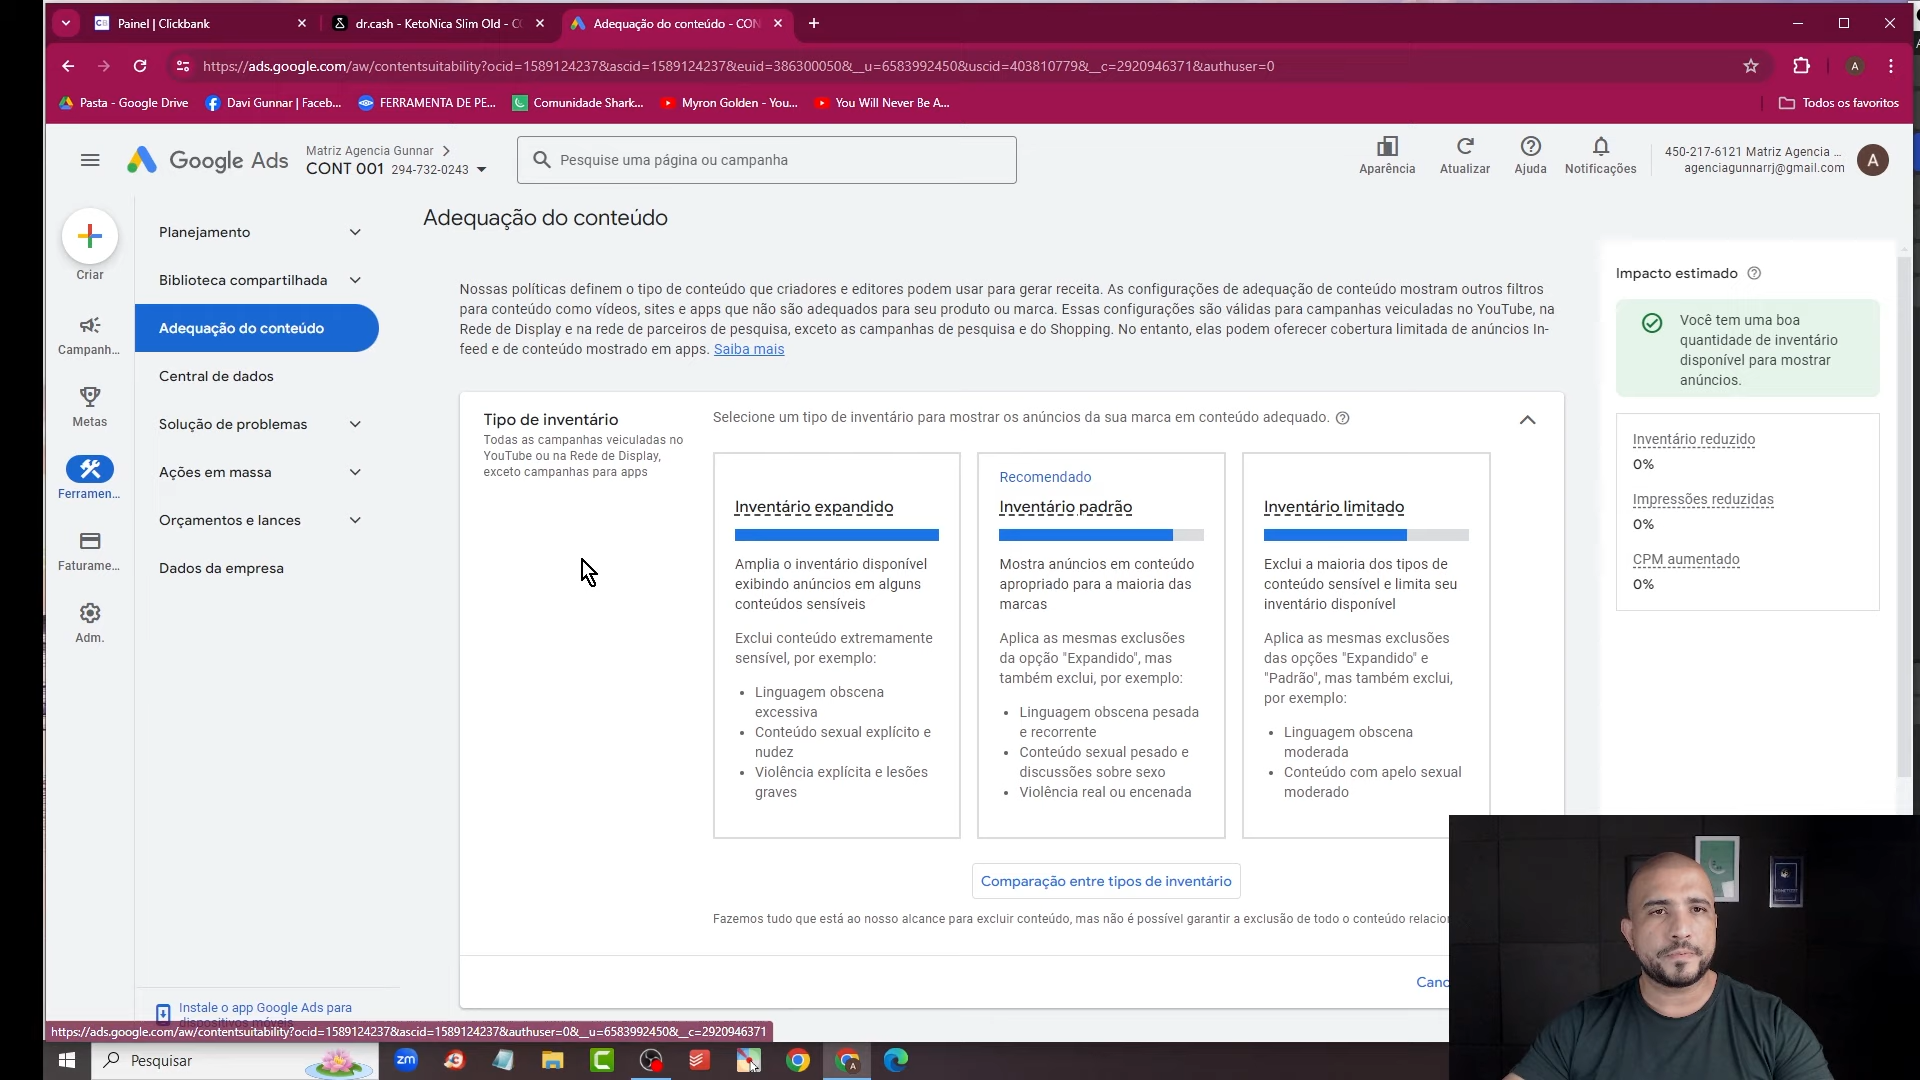 Painel | Clickbank
dr.cash - KetoNica Slim Old - C
Adequação do conteúdo - CON
https://ads.google.com/aw/contentsuitability?ocid=1589124237&ascid=1589124237&euid=386300050&__u=6583992450&uscid=403810779&__c=2920946371&authuser=0
Pasta - Google Drive
Davi Gunnar | Faceb...
FERRAMENTA DE PE...
Comunidade Shark...
Myron Golden - You...
You Will Never Be A...
Todos os favoritos
Google Ads
Matriz Agencia Gunnar
CONT 001 294-732-0243
Pesquise uma página ou campanha
Aparência
Atualizar
Ajuda
Notificações
450-217-6121 Matriz Agencia ...
agenciagunnarrj@gmail.com
A
Criar
Campanh...
Metas
Ferramen...
Faturame...
Adm.
Planejamento
Biblioteca compartilhada
Adequação do conteúdo
Central de dados
Solução de problemas
Ações em massa
Orçamentos e lances
Dados da empresa
Instale o app Google Ads para
dispositivos móveis
Adequação do conteúdo
Nossas políticas definem o tipo de conteúdo que criadores e editores podem usar para gerar receita. As configurações de adequação de conteúdo mostram outros filtros
para conteúdo como vídeos, sites e apps que não são adequados para seu produto ou marca. Essas configurações são válidas para campanhas veiculadas no YouTube, na
Rede de Display e na rede de parceiros de pesquisa, exceto as campanhas de pesquisa e do Shopping. No entanto, elas podem oferecer cobertura limitada de anúncios In-
feed e de conteúdo mostrado em apps. Saiba mais
Tipo de inventário
Todas as campanhas veiculadas no
YouTube ou na Rede de Display,
exceto campanhas para apps
Selecione um tipo de inventário para mostrar os anúncios da sua marca em conteúdo adequado.
Inventário expandido
Amplia o inventário disponível
exibindo anúncios em alguns
conteúdos sensíveis
Exclui conteúdo extremamente
sensível, por exemplo:
• Linguagem obscena
excessiva
• Conteúdo sexual explícito e
nudez
• Violência explícita e lesões
graves
Recomendado
Inventário padrão
Mostra anúncios em conteúdo
apropriado para a maioria das
marcas
Aplica as mesmas exclusões
da opção "Expandido", mas
também exclui, por exemplo:
• Linguagem obscena pesada
e recorrente
• Conteúdo sexual pesado e
discussões sobre sexo
• Violência real ou encenada
Inventário limitado
Exclui a maioria dos tipos de
conteúdo sensível e limita seu
inventário disponível
Aplica as mesmas exclusões
das opções "Expandido" e
"Padrão", mas também exclui,
por exemplo:
• Linguagem obscena
moderada
• Conteúdo com apelo sexual
moderado
Comparação entre tipos de inventário
Fazemos tudo que está ao nosso alcance para excluir conteúdo, mas não é possível garantir a exclusão de todo o conteúdo relacio
Canc
Impacto estimado
Você tem uma boa
quantidade de inventário
disponível para mostrar
anúncios.
Inventário reduzido
0%
Impressões reduzidas
0%
CPM aumentado
0%
https://ads.google.com/aw/contentsuitability?ocid=1589124237&ascid=1589124237&authuser=0&__u=6583992450&__c=2920946371
Pesquisar
zm